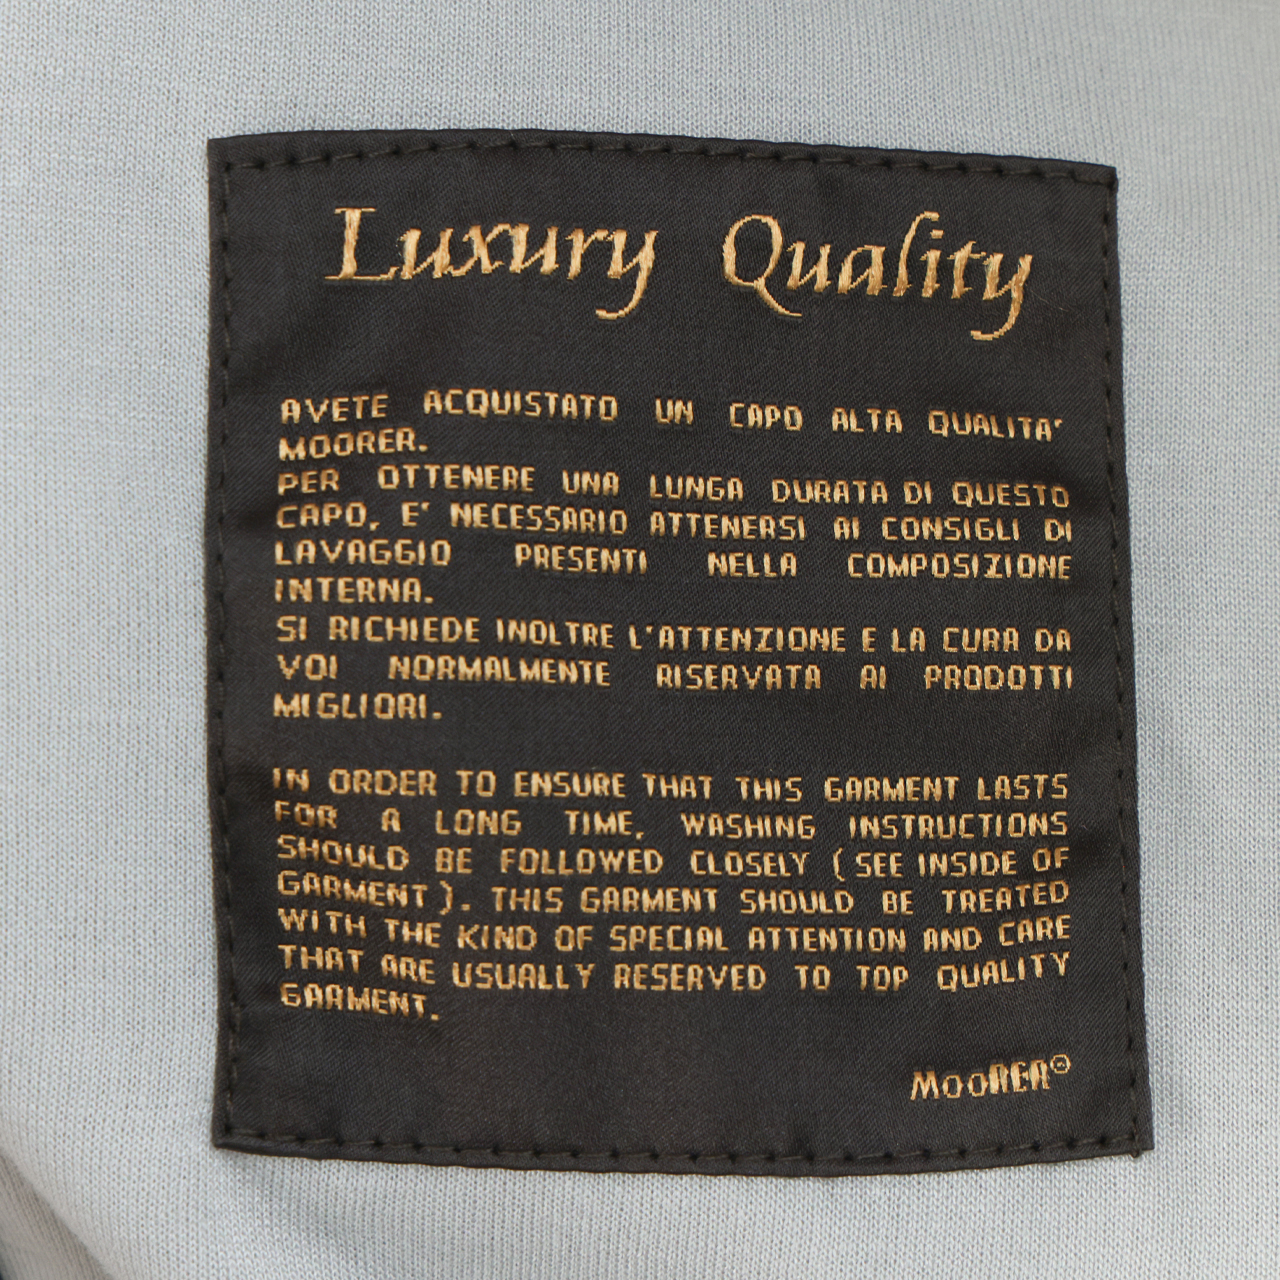 Luxury Quality
AVETE ACQUISTATO UN CAPO ALTA QUALITA'
MOORER.
PER OTTENERE UNA LUNGA DURATA DI QUESTO
CAPO, E' NECESSARIO ATTENERSI AI CONSIGLI DI
LAVAGGIO PRESENTI NELLA COMPOSIZIONE
INTERNA.
SI RICHIEDE INOLTRE L'ATTENZIONE E LA CURA DA
VOI NORMALMENTE RISERVATA AI PRODOTTI
MIGLIORI.
IN ORDER TO ENSURE THAT THIS GARMENT LASTS
FOR A LONG TIME, WASHING INSTRUCTIONS
SHOULD BE FOLLOWED CLOSELY (SEE INSIDE OF
GARMENT). THIS GARMENT SHOULD BE TREATED
WITH THE KIND OF SPECIAL ATTENTION AND CARE
THAT ARE USUALLY RESERVED TO TOP QUALITY
GARMENT.
MooRER®